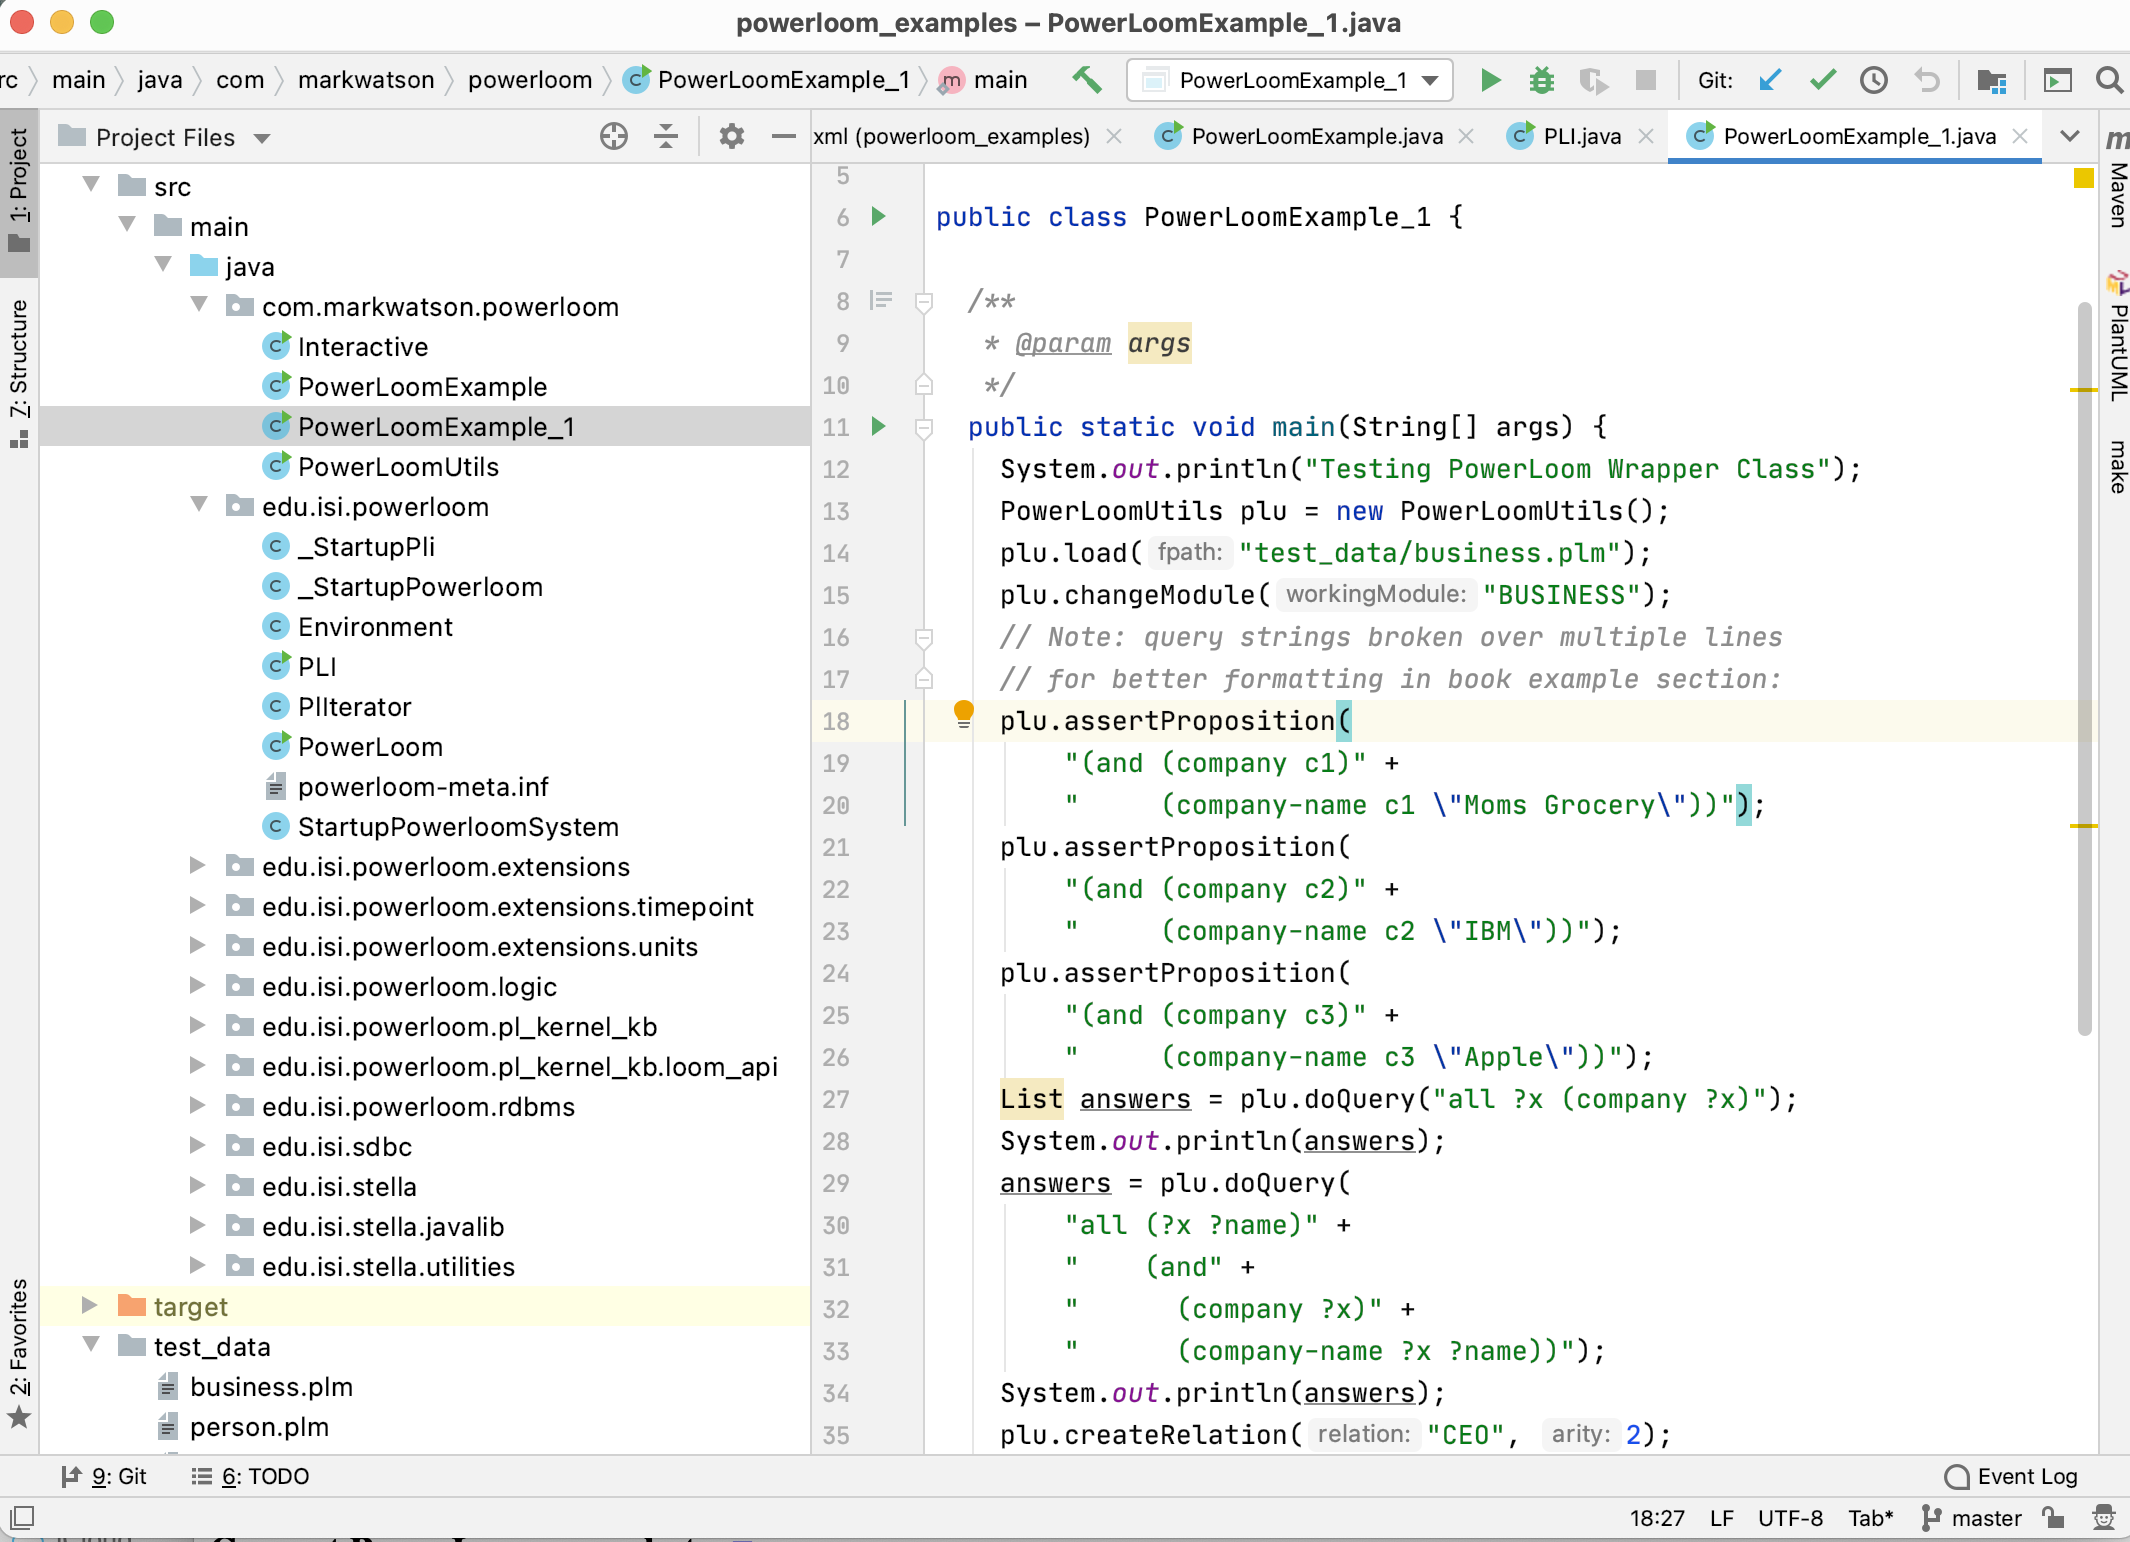 powerloom_examples – PowerLoomExample_1.java
rc main java com markwatson powerloom PowerLoomExample_1 m main PowerLoomExample_1 Git:
Project Files
xml (powerloom_examples) PowerLoomExample.java PLI.java PowerLoomExample_1.java
1: Project
7: Structure
2: Favorites
src
main
java
com.markwatson.powerloom
C Interactive
C PowerLoomExample
C PowerLoomExample_1
C PowerLoomUtils
edu.isi.powerloom
C _StartupPli
C _StartupPowerloom
C Environment
C PLI
C PlIterator
C PowerLoom
powerloom-meta.inf
C StartupPowerloomSystem
edu.isi.powerloom.extensions
edu.isi.powerloom.extensions.timepoint
edu.isi.powerloom.extensions.units
edu.isi.powerloom.logic
edu.isi.powerloom.pl_kernel_kb
edu.isi.powerloom.pl_kernel_kb.loom_api
edu.isi.powerloom.rdbms
edu.isi.sdbc
edu.isi.stella
edu.isi.stella.javalib
edu.isi.stella.utilities
target
test_data
business.plm
person.plm
5
6 public class PowerLoomExample_1 {
7
8 /**
9 * @param args
10 */
11 public static void main(String[] args) {
12 System.out.println("Testing PowerLoom Wrapper Class");
13 PowerLoomUtils plu = new PowerLoomUtils();
14 plu.load( fpath: "test_data/business.plm");
15 plu.changeModule( workingModule: "BUSINESS");
16 // Note: query strings broken over multiple lines
17 // for better formatting in book example section:
18 plu.assertProposition(
19 "(and (company c1)" +
20 " (company-name c1 \"Moms Grocery\"))");
21 plu.assertProposition(
22 "(and (company c2)" +
23 " (company-name c2 \"IBM\"))");
24 plu.assertProposition(
25 "(and (company c3)" +
26 " (company-name c3 \"Apple\"))");
27 List answers = plu.doQuery("all ?x (company ?x)");
28 System.out.println(answers);
29 answers = plu.doQuery(
30 "all (?x ?name)" +
31 " (and" +
32 " (company ?x)" +
33 " (company-name ?x ?name))");
34 System.out.println(answers);
35 plu.createRelation( relation: "CEO", arity: 2);
m Maven
PlantUML
make
9: Git 6: TODO Event Log
18:27 LF UTF-8 Tab* master